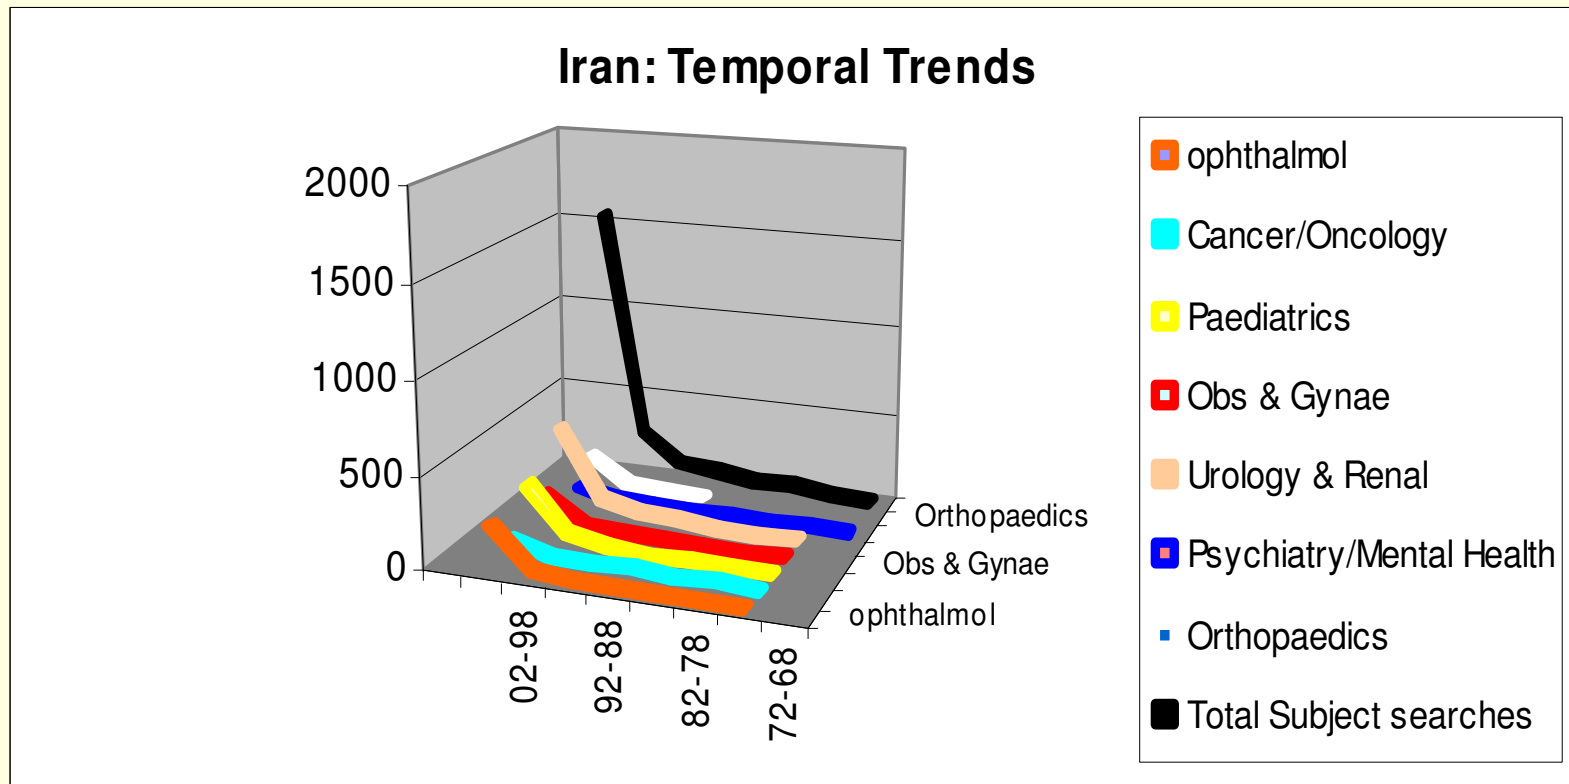 Iran: Temporal Trends
2000
1500
1000
500
0
02-98
92-88
82-78
72-68
Orthopaedics
Obs & Gynae
ophthalmol
ophthalmol
Cancer/Oncology
Paediatrics
Obs & Gynae
Urology & Renal
Psychiatry/Mental Health
Orthopaedics
Total Subject searches